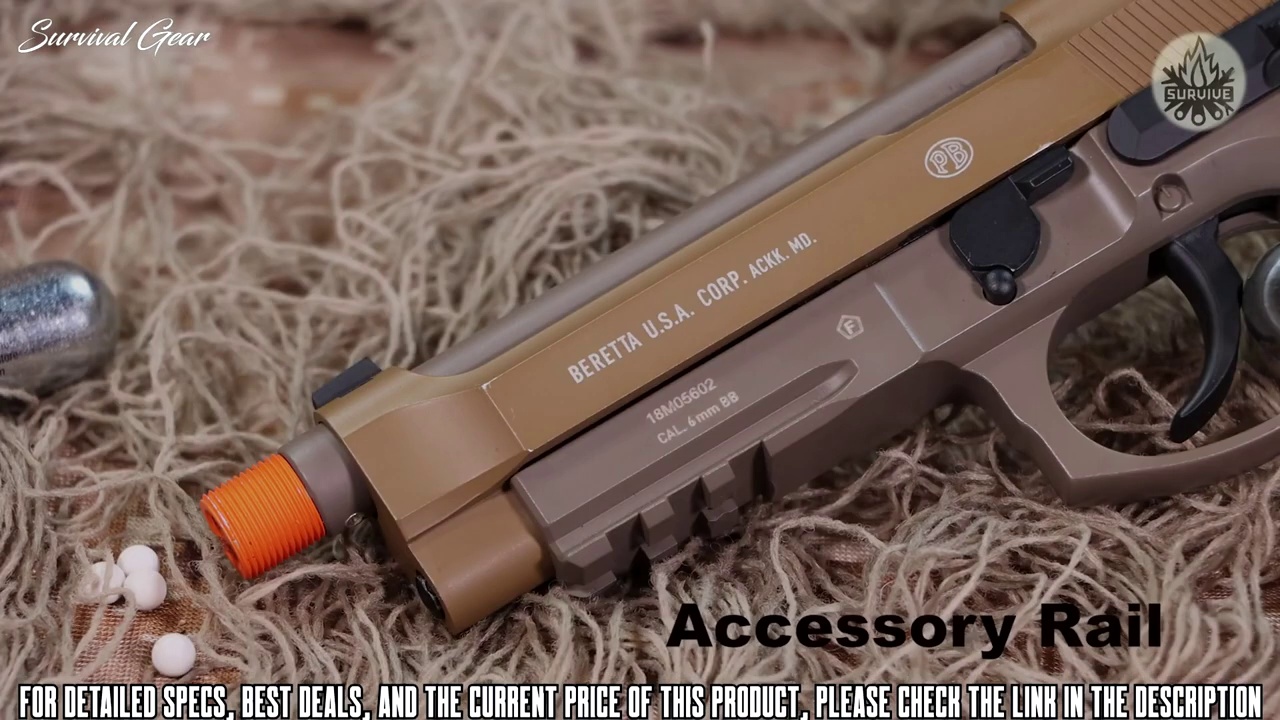 Survival Gear
SURVIVE
PB
BERETTA U.S.A. CORP. ACKK. MD.
F
18M05602
CAL. 6mm BB
Accessory Rail
FOR DETAILED SPECS, BEST DEALS, AND THE CURRENT PRICE OF THIS PRODUCT, PLEASE CHECK THE LINK IN THE DESCRIPTION